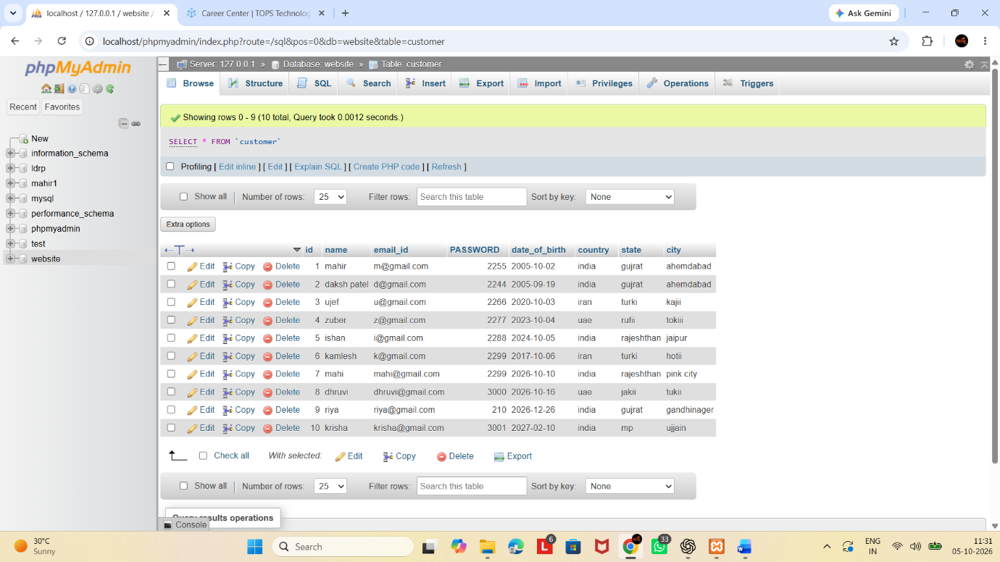 localhost / 127.0.0.1 / website /
Career Center | TOPS Technolog
Ask Gemini
localhost/phpmyadmin/index.php?route=/sql&pos=0&db=website&table=customer
phpMyAdmin
Recent Favorites
New
information_schema
ldrp
mahir1
mysql
performance_schema
phpmyadmin
test
website
Server: 127.0.0.1 » Database: website » Table: customer
Browse Structure SQL Search Insert Export Import Privileges Operations Triggers
Showing rows 0 - 9 (10 total, Query took 0.0012 seconds.)
SELECT * FROM `customer`
Profiling [ Edit inline ] [ Edit ] [ Explain SQL ] [ Create PHP code ] [ Refresh ]
Show all Number of rows: 25 Filter rows: Search this table Sort by key: None
Extra options
←T→ id name email_id PASSWORD date_of_birth country state city
Edit Copy Delete 1 mahir m@gmail.com 2255 2005-10-02 india gujrat ahemdabad
Edit Copy Delete 2 daksh patel d@gmail.com 2244 2005-09-19 india gujrat ahemdabad
Edit Copy Delete 3 ujef u@gmail.com 2266 2020-10-03 iran turki kajii
Edit Copy Delete 4 zuber z@gmail.com 2277 2023-10-04 uae rufii tokiii
Edit Copy Delete 5 ishan i@gmail.com 2288 2024-10-05 india rajeshthan jaipur
Edit Copy Delete 6 kamlesh k@gmail.com 2299 2017-10-06 iran turki hotii
Edit Copy Delete 7 mahi mahi@gmail.com 2299 2026-10-10 india rajeshthan pink city
Edit Copy Delete 8 dhruvi dhruvi@gmail.com 3000 2026-10-16 uae jakii tukii
Edit Copy Delete 9 riya riya@gmail.com 210 2026-12-26 india gujrat gandhinager
Edit Copy Delete 10 krisha krisha@gmail.com 3001 2027-02-10 india mp ujjain
Check all With selected: Edit Copy Delete Export
Show all Number of rows: 25 Filter rows: Search this table Sort by key: None
Query results operations
Console
30°C
Sunny
Search
6
33
ENG
IN
11:31
05-10-2026